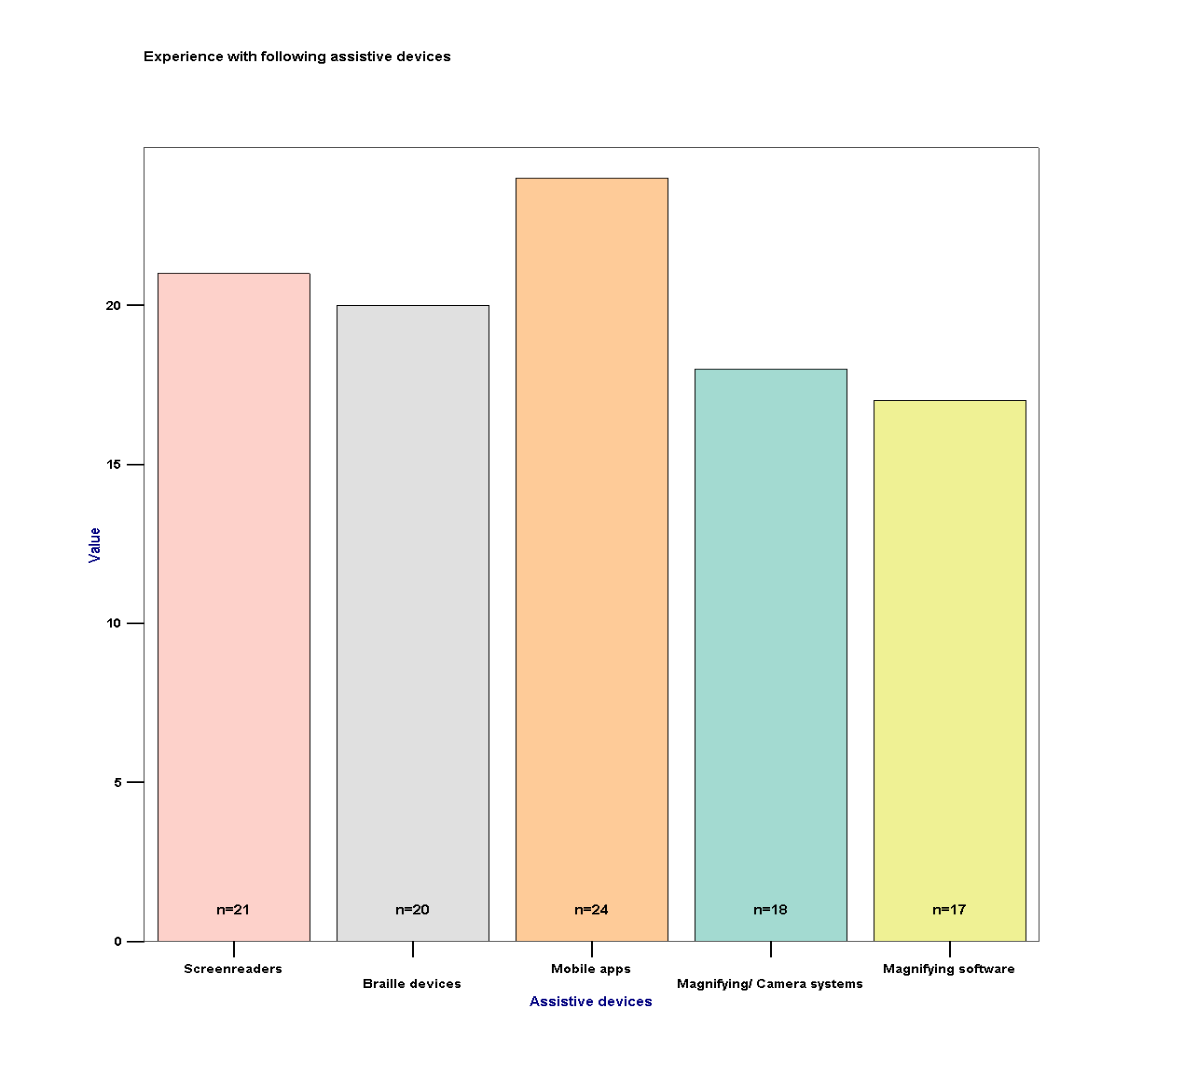 Experience with following assistive devices
20
15
10
5
0
Value
n=21
n=20
n=24
n=18
n=17
Screenreaders
Braille devices
Mobile apps
Magnifying/ Camera systems
Magnifying software
Assistive devices